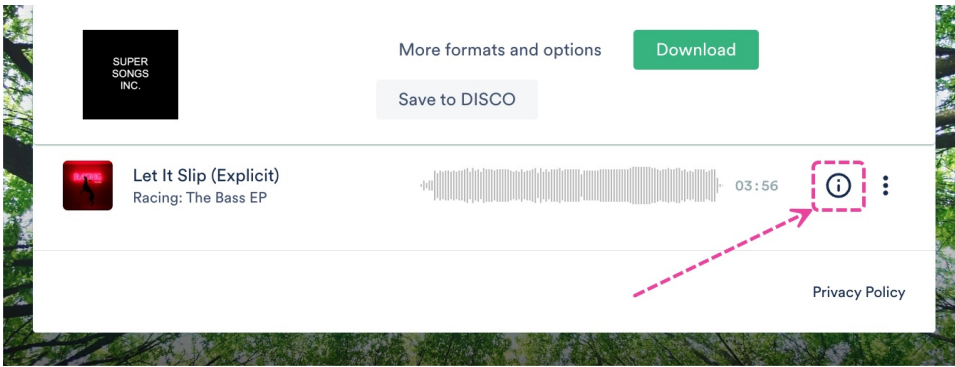 SUPER
SONGS
INC.
More formats and options
Download
Save to DISCO
RACING
Let It Slip (Explicit)
Racing: The Bass EP
03:56
Privacy Policy